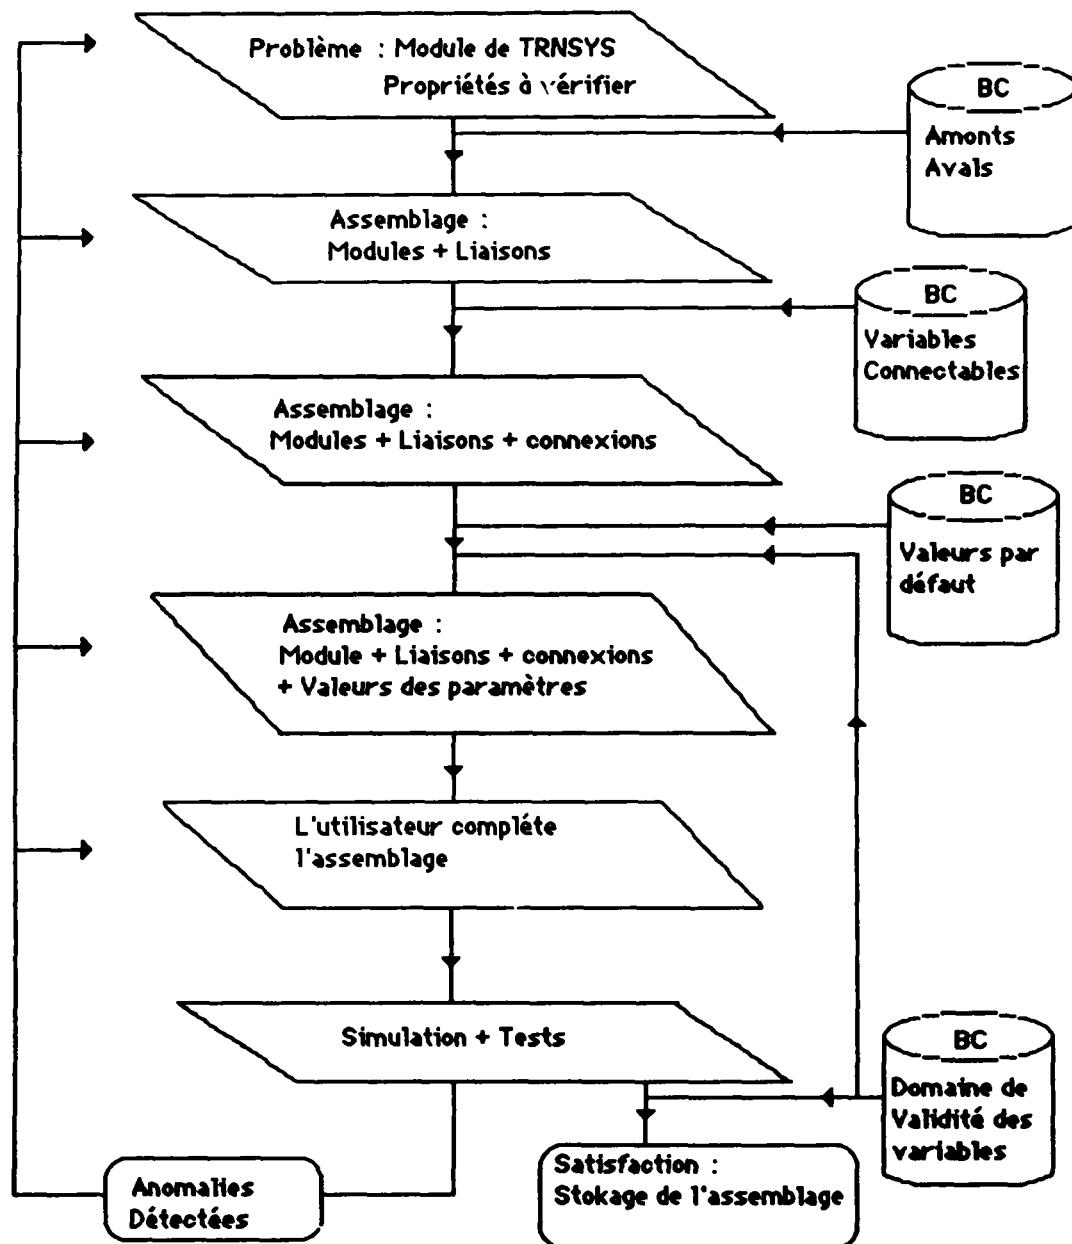 Problème : Module de TRNSYS
Propriétés à vérifier
BC
Amonts
Avals
Assemblage :
Modules + Liaisons
BC
Variables
Connectables
Assemblage :
Modules + Liaisons + connexions
BC
Valeurs par
défaut
Assemblage :
Module + Liaisons + connexions
+ Valeurs des paramètres
L'utilisateur compléte
l'assemblage
Simulation + Tests
BC
Domaine de
Validité des
variables
Satisfaction :
Stokage de l'assemblage
Anomalies
Détectées